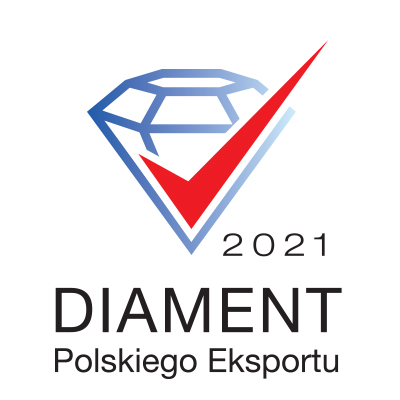 2021
DIAMENT
Polskiego Eksportu